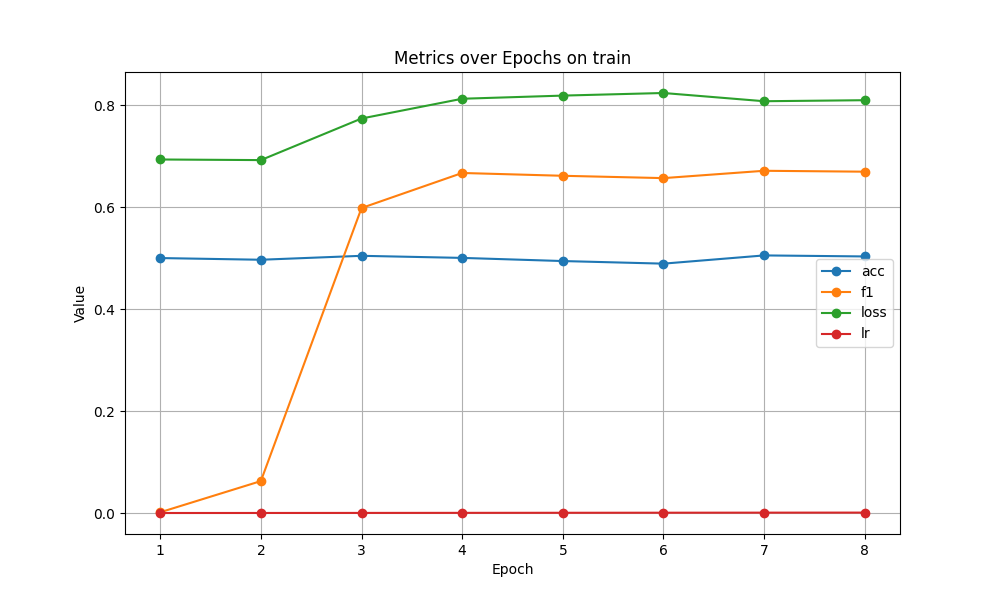 Metrics over Epochs on train
Value
0.8
0.6
0.4
0.2
0.0
acc
f1
loss
lr
1 2 3 4 5 6 7 8
Epoch